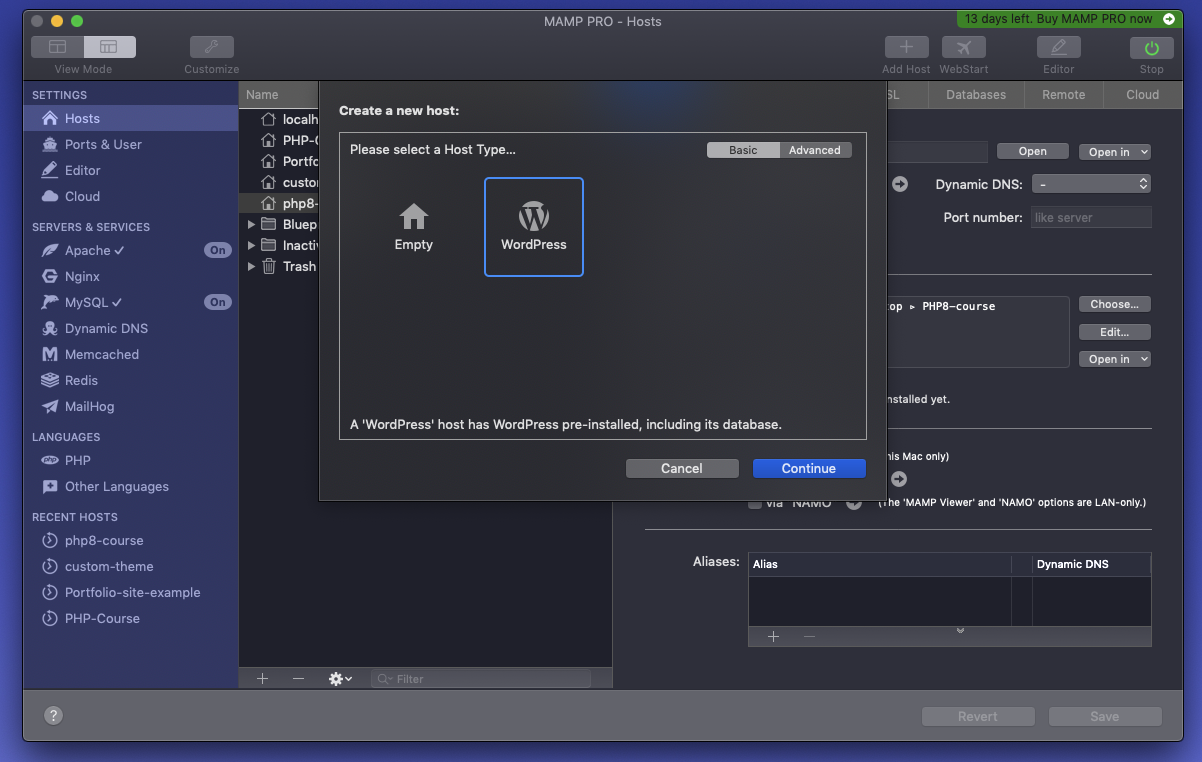 MAMP PRO - Hosts
13 days left. Buy MAMP PRO now
View Mode
Customize
Add Host
WebStart
Editor
Stop
SETTINGS
Hosts
Ports & User
Editor
Cloud
SERVERS & SERVICES
Apache ✓ On
Nginx
MySQL ✓ On
Dynamic DNS
Memcached
Redis
MailHog
LANGUAGES
PHP
Other Languages
RECENT HOSTS
php8-course
custom-theme
Portfolio-site-example
PHP-Course
Name
localh
PHP-C
Portfo
custor
php8-
Bluep
Inactiv
Trash
Filter
Create a new host:
Please select a Host Type...
Basic
Advanced
Empty
WordPress
A 'WordPress' host has WordPress pre-installed, including its database.
Cancel
Continue
SL
Databases
Remote
Cloud
Open
Open in
Dynamic DNS: -
Port number: like server
op ▸ PHP8-course
Choose...
Edit...
Open in
nstalled yet.
his Mac only)
via NAMO
(The 'MAMP Viewer' and 'NAMO' options are LAN-only.)
Aliases:
Alias
Dynamic DNS
?
Revert
Save